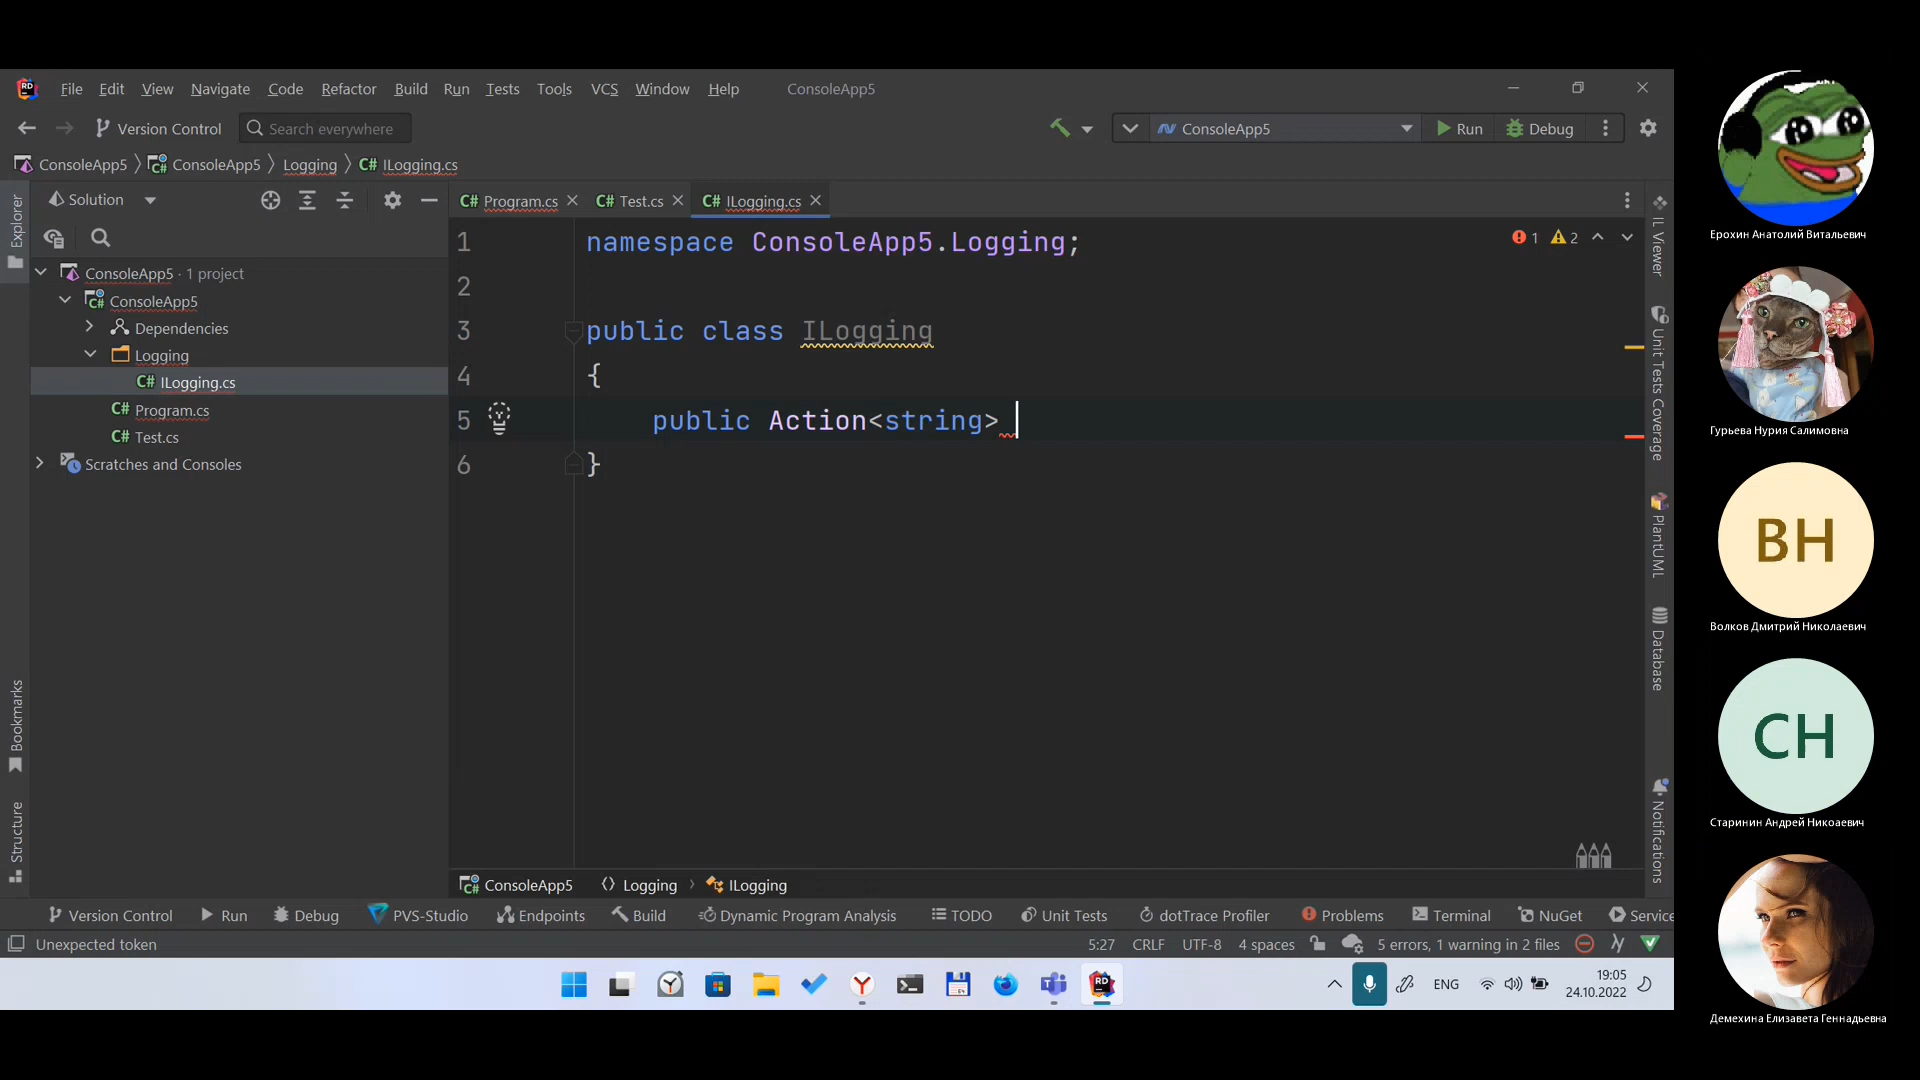 File Edit View Navigate Code Refactor Build Run Tests Tools VCS Window Help ConsoleApp5
Version Control Search everywhere ConsoleApp5 Run Debug
ConsoleApp5 ConsoleApp5 Logging C# ILogging.cs
Explorer
Solution
C# Program.cs C# Test.cs C# ILogging.cs
ConsoleApp5 · 1 project
ConsoleApp5
Dependencies
Logging
C# ILogging.cs
C# Program.cs
C# Test.cs
Scratches and Consoles
1 namespace ConsoleApp5.Logging;
2
3 public class ILogging
4 {
5 public Action<string>
6 }
1 2
IL Viewer
Unit Tests Coverage
PlantUML
Database
Notifications
Bookmarks
Structure
ConsoleApp5 Logging ILogging
Version Control Run Debug PVS-Studio Endpoints Build Dynamic Program Analysis TODO Unit Tests dotTrace Profiler Problems Terminal NuGet Service
Unexpected token 5:27 CRLF UTF-8 4 spaces 5 errors, 1 warning in 2 files
ENG 19:05
24.10.2022
Ерохин Анатолий Витальевич
Гурьева Нурия Салимовна
ВН
Волков Дмитрий Николаевич
СН
Старинин Андрей Никоаевич
Демехина Елизавета Геннадьевна